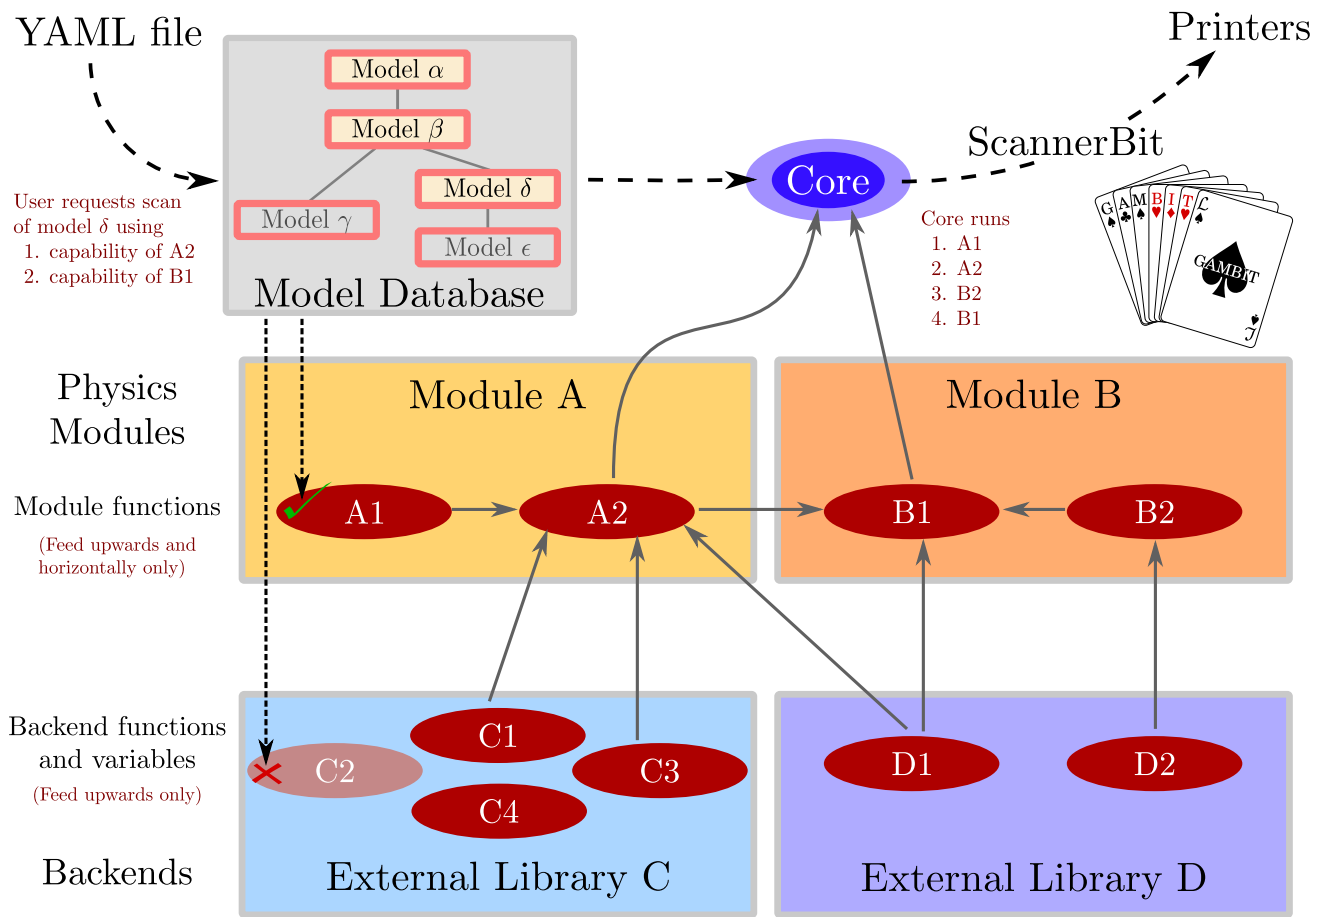 YAML file
Printers
Model α
Model β
Model δ
Model γ
Model ϵ
Model Database
Core
ScannerBit
User requests scan
of model δ using
1. capability of A2
2. capability of B1
Core runs
1. A1
2. A2
3. B2
4. B1
G A M B I T ℒ
GAMBIT
ℒ
Physics
Modules
Module A
Module B
Module functions
(Feed upwards and
horizontally only)
A1
A2
B1
B2
Backend functions
and variables
(Feed upwards only)
C1
C2
C3
C4
D1
D2
Backends
External Library C
External Library D